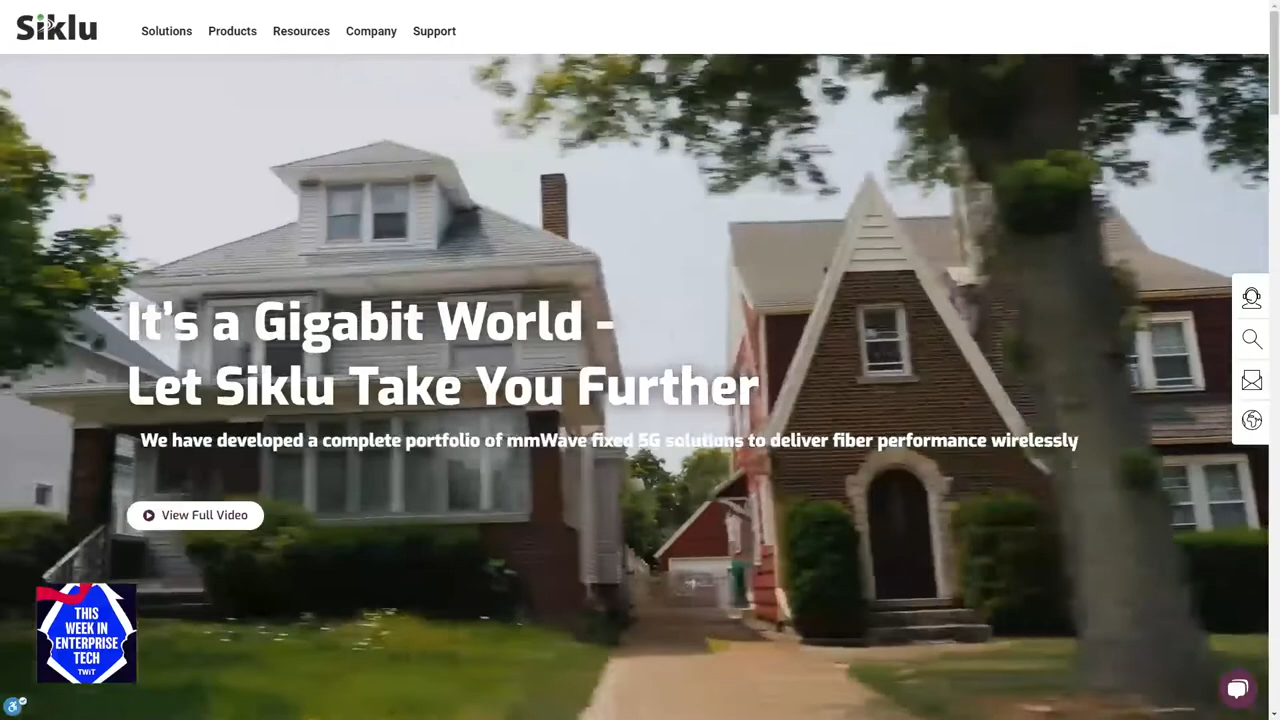 Siklu
Solutions
Products
Resources
Company
Support
It's a Gigabit World -
Let Siklu Take You Further
We have developed a complete portfolio of mmWave fixed 5G solutions to deliver fiber performance wirelessly
View Full Video
THIS
WEEK IN
ENTERPRISE
TECH
TWiT